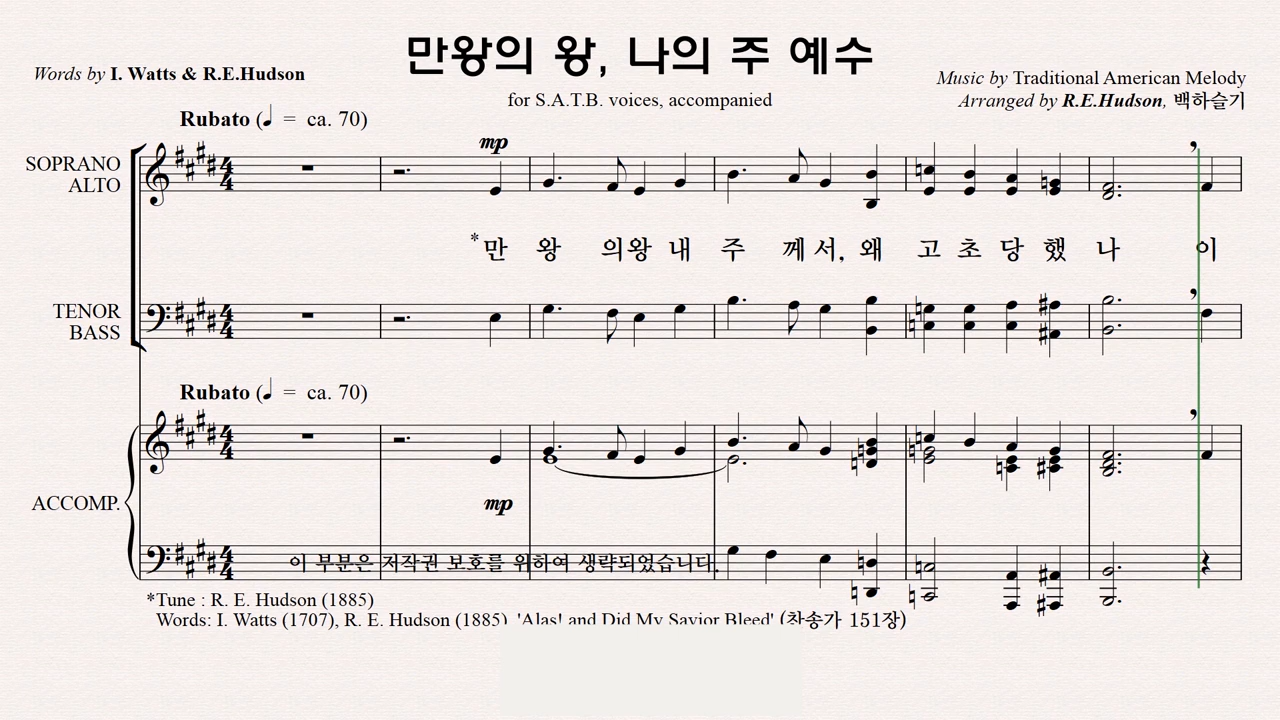 만왕의 왕, 나의 주 예수
Words by I. Watts & R.E.Hudson
Music by Traditional American Melody
for S.A.T.B. voices, accompanied
Arranged by R.E.Hudson, 백하슬기
Rubato (♩ = ca. 70)
mp
SOPRANO
ALTO
*만 왕 의왕 내 주 께서, 왜 고 초 당 했 나 이
TENOR
BASS
Rubato (♩ = ca. 70)
ACCOMP.
mp
이 부분은 저작권 보호를 위하여 생략되었습니다.
*Tune : R. E. Hudson (1885)
Words: I. Watts (1707), R. E. Hudson (1885), 'Alas! and Did My Savior Bleed' (찬송가 151장)